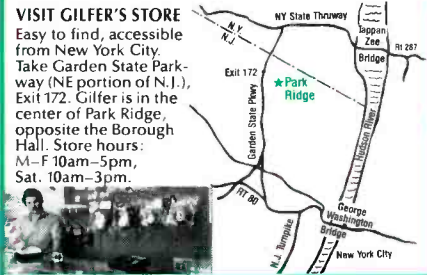 VISIT GILFER'S STORE
Easy to find, accessible
from New York City.
Take Garden State Park-
way (NE portion of N.J.),
Exit 172. Gilfer is in the
center of Park Ridge,
opposite the Borough
Hall. Store hours:
M–F 10am–5pm,
Sat. 10am–3pm.
NY State Thruway
Tappan
Zee
Bridge
Rt 287
N.Y.
N.J.
Exit 172
★Park
Ridge
Garden State Pkwy
Hudson River
RT 80
George
Washington
Bridge
N.J. Turnpike
New York City